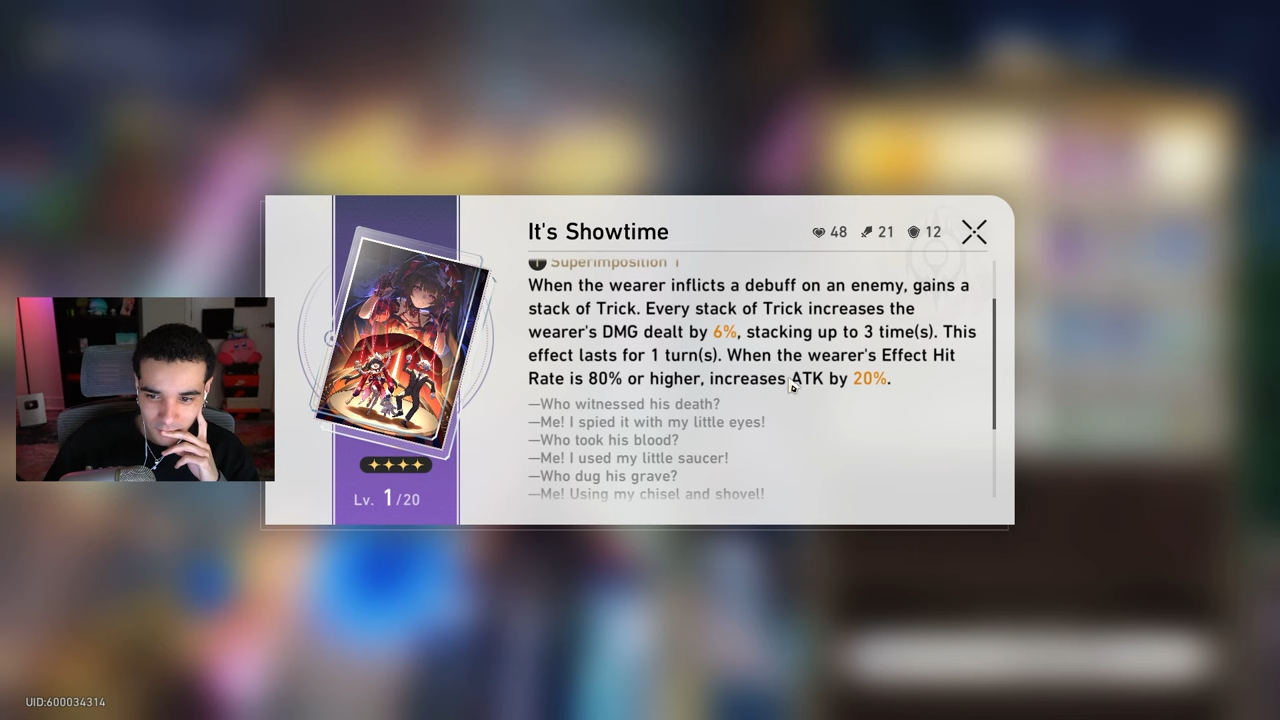 It's Showtime
48 21 12
Superimposition 1
When the wearer inflicts a debuff on an enemy, gains a
stack of Trick. Every stack of Trick increases the
wearer's DMG dealt by 6%, stacking up to 3 time(s). This
effect lasts for 1 turn(s). When the wearer's Effect Hit
Rate is 80% or higher, increases ATK by 20%.
—Who witnessed his death?
—Me! I spied it with my little eyes!
—Who took his blood?
—Me! I used my little saucer!
—Who dug his grave?
—Me! Using my chisel and shovel!
Lv. 1/20
UID:600034314